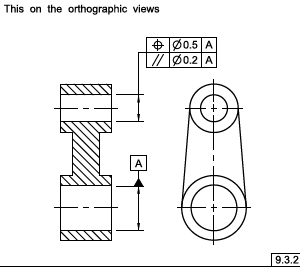 This on the orthographic views
⌖ Ø0.5 A
// Ø0.2 A
A
9.3.2